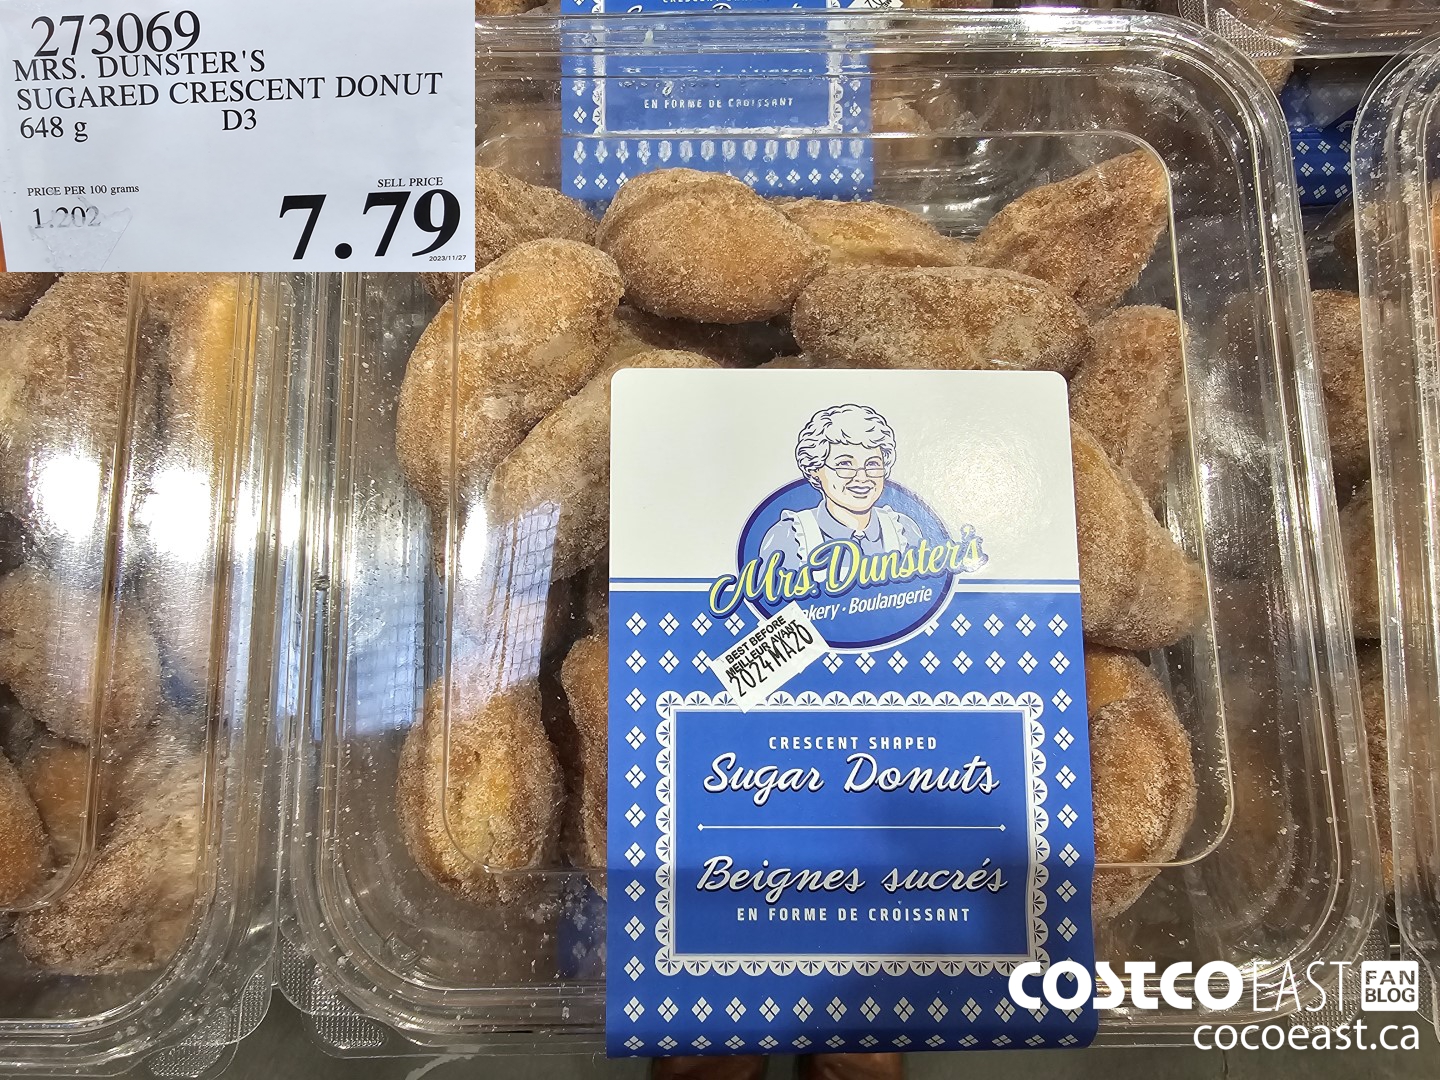 273069
MRS. DUNSTER'S
SUGARED CRESCENT DONUT
648 g D3
PRICE PER 100 grams
1.202
SELL PRICE
7.79
2023/11/27
EN FORME DE CROISSANT
Mrs. Dunster's
Boulangerie
BEST BEFORE
MEILLEUR AVANT
2024 MA 20
CRESCENT SHAPED
Sugar Donuts
Beignes sucrés
EN FORME DE CROISSANT
COSTCO EAST FAN BLOG
cocoeast.ca